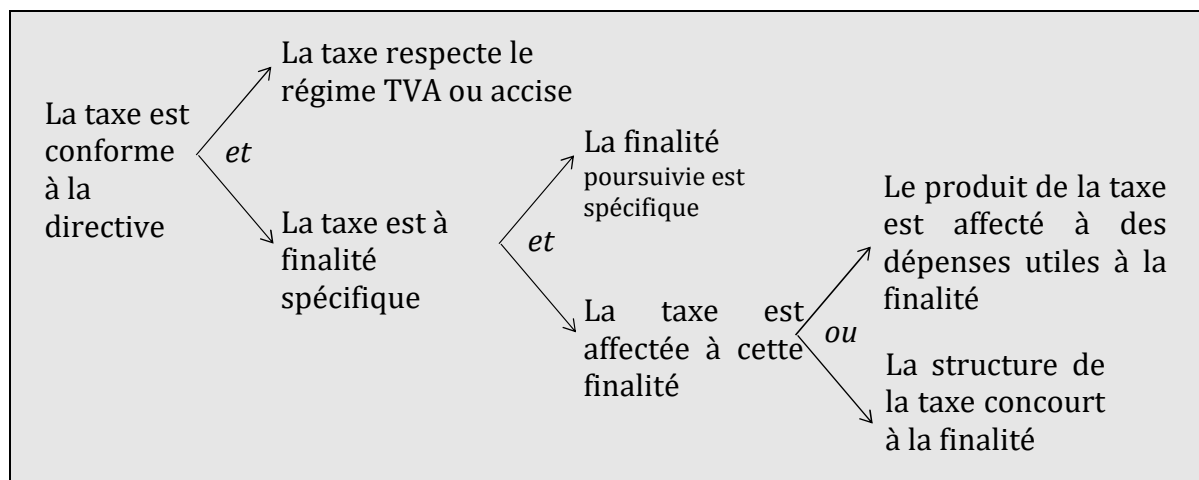 La taxe est
conforme
à la
directive
et
La taxe respecte le
régime TVA ou accise
La taxe est à
finalité
spécifique
et
La finalité
poursuivie est
spécifique
La taxe est
affectée à cette
finalité
ou
Le produit de la taxe
est affecté à des
dépenses utiles à la
finalité
La structure de
la taxe concourt
à la finalité